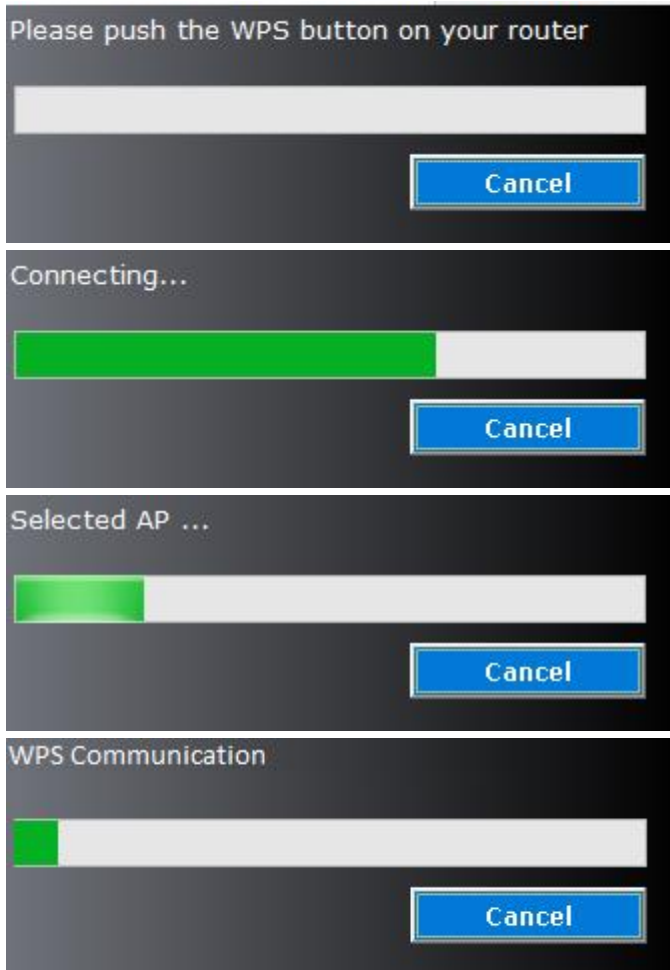 Please push the WPS button on your router
Cancel
Connecting...
Cancel
Selected AP ...
Cancel
WPS Communication
Cancel